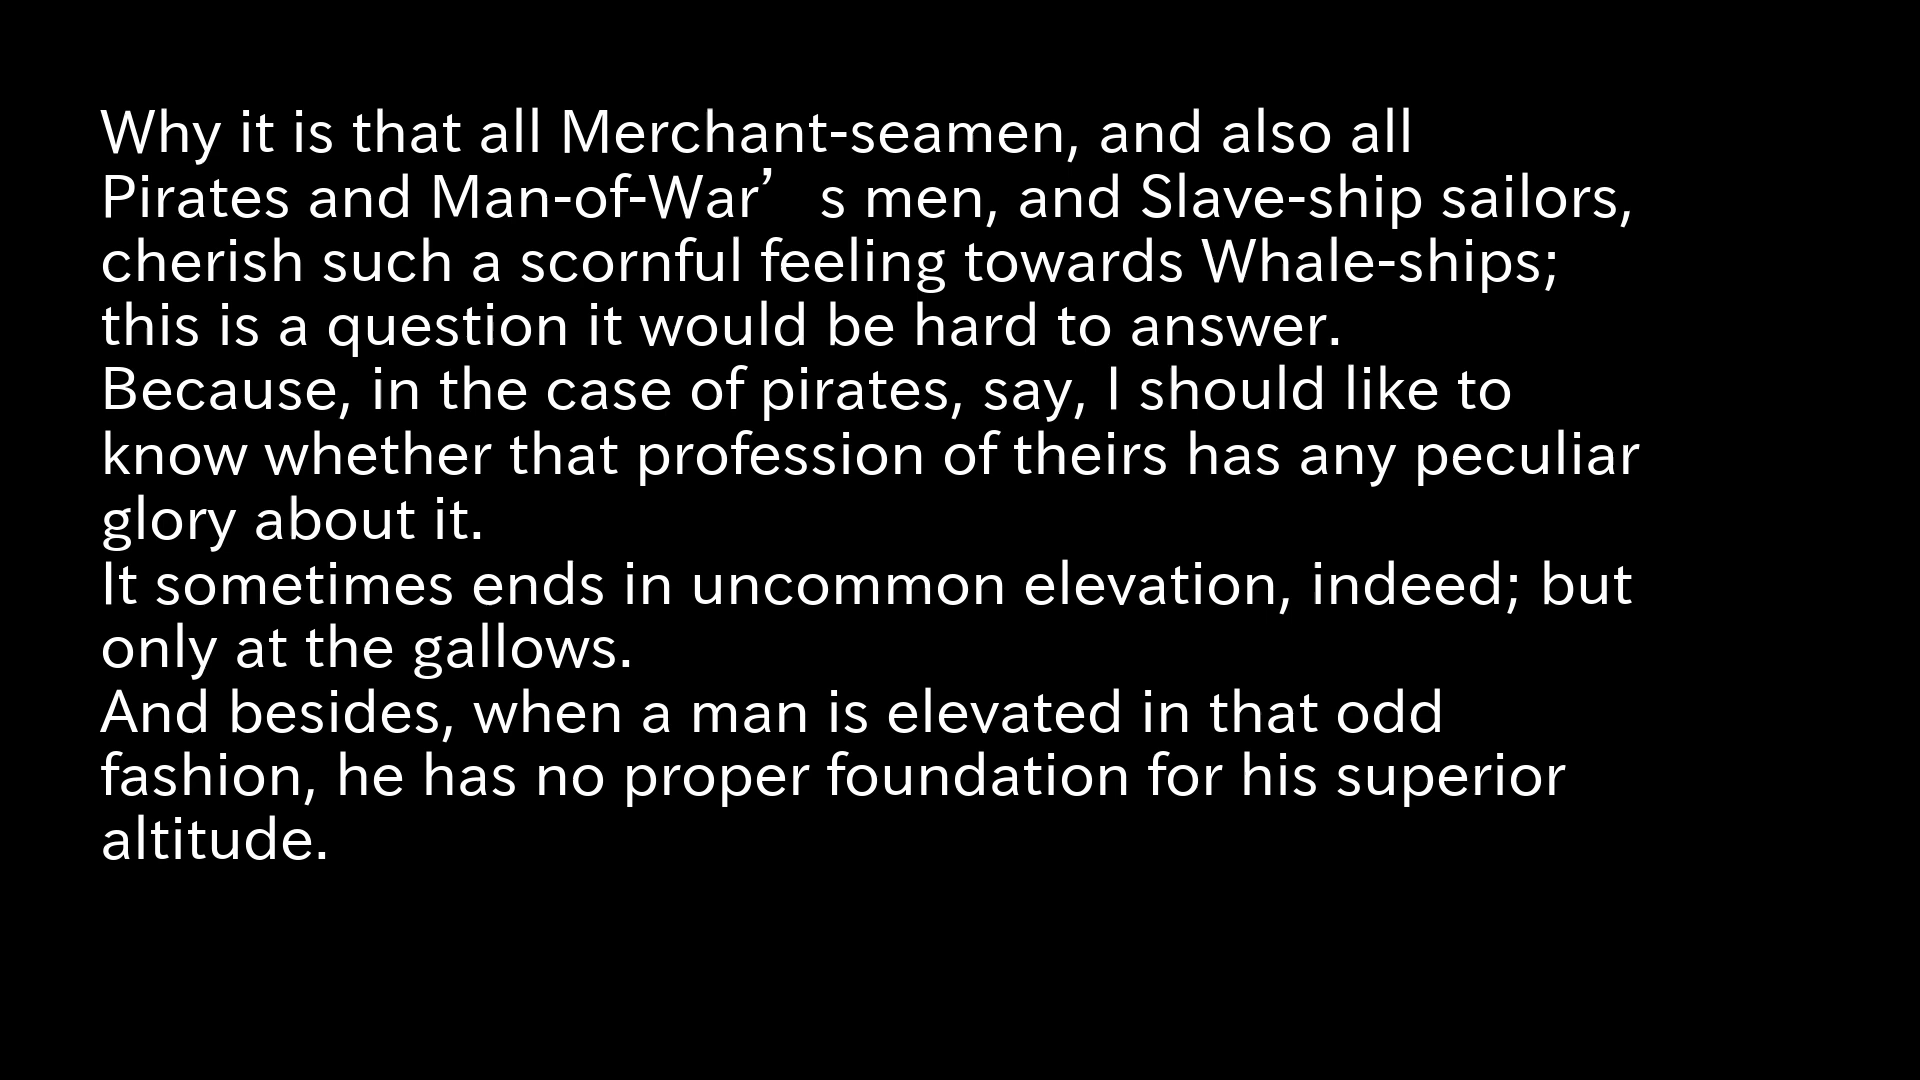 Why it is that all Merchant-seamen, and also all
Pirates and Man-of-War’s men, and Slave-ship sailors,
cherish such a scornful feeling towards Whale-ships;
this is a question it would be hard to answer.
Because, in the case of pirates, say, I should like to
know whether that profession of theirs has any peculiar
glory about it.
It sometimes ends in uncommon elevation, indeed; but
only at the gallows.
And besides, when a man is elevated in that odd
fashion, he has no proper foundation for his superior
altitude.